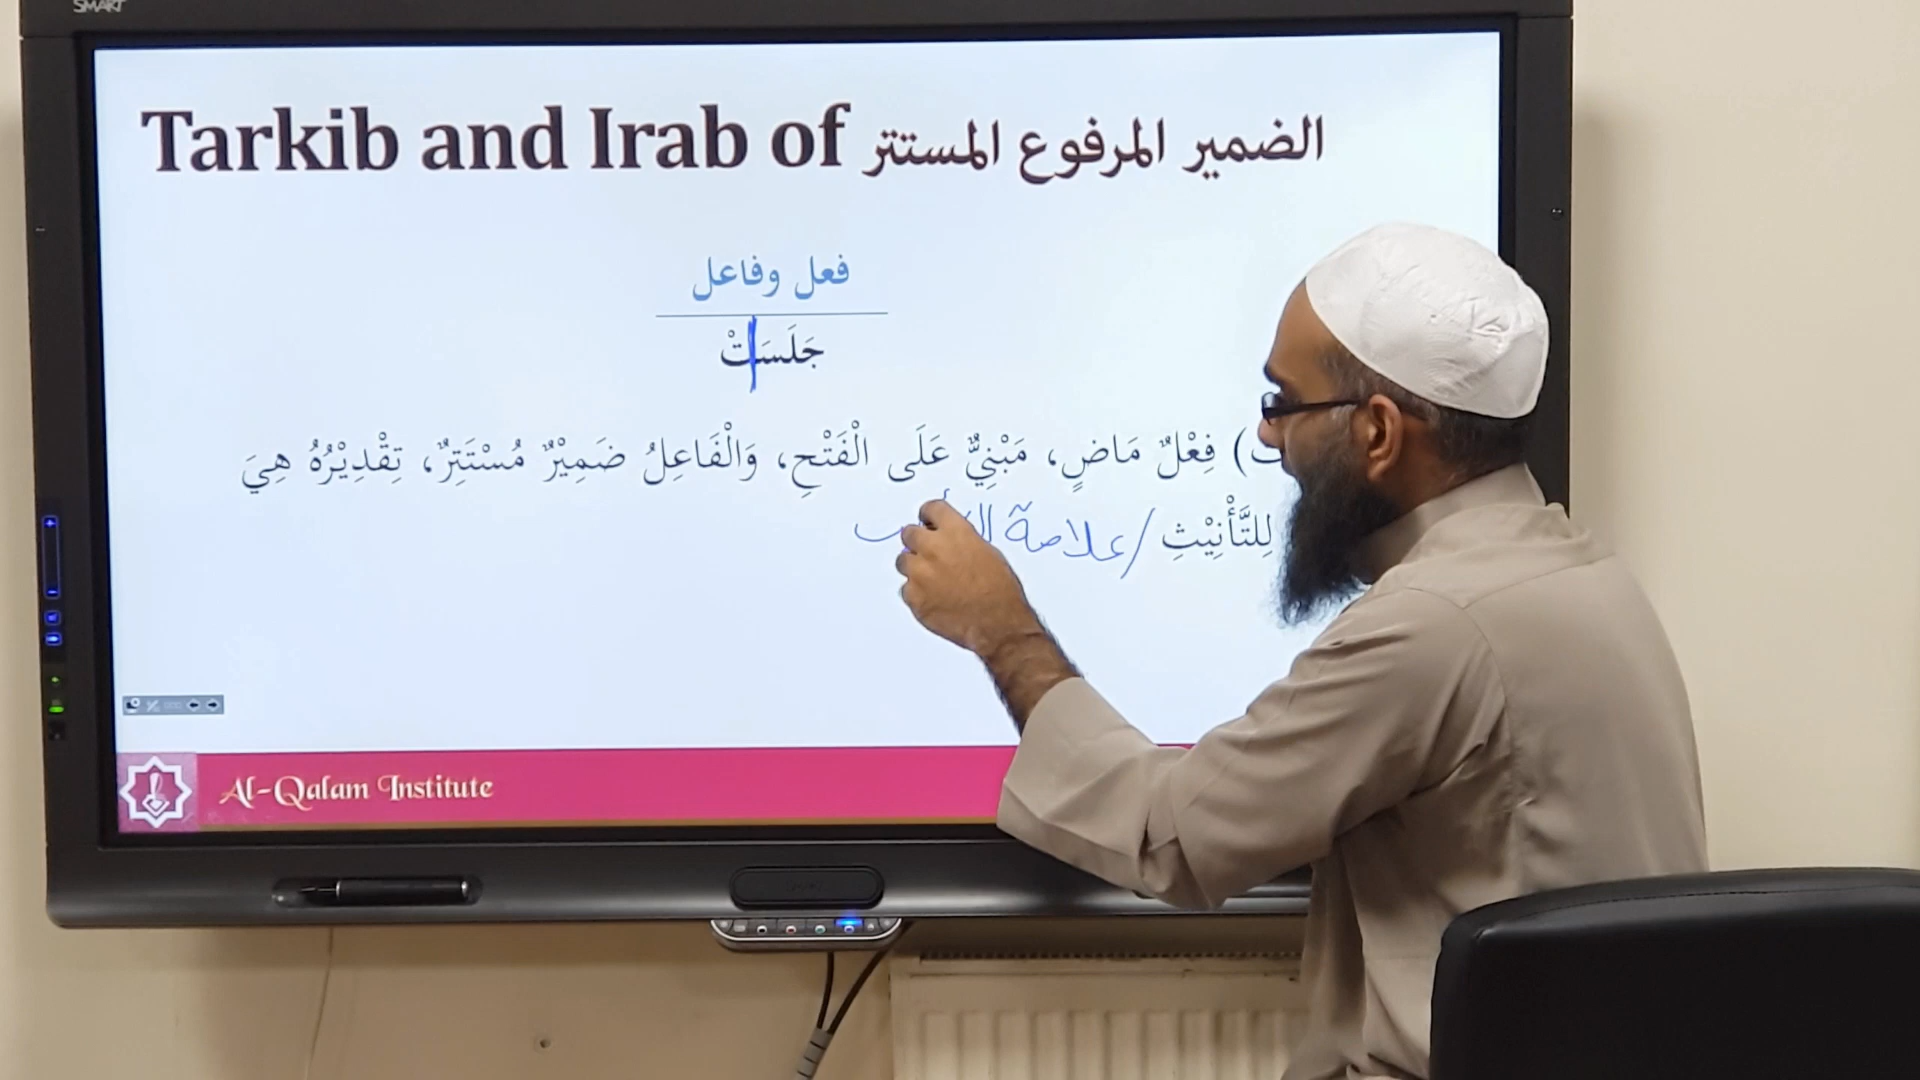 SMART
Tarkib and Irab of الضمير المرفوع المستتر
فعل وفاعل
جَلَسَتْ
) فِعْلٌ مَاضٍ، مَبْنِيٌّ عَلَى الْفَتْحِ، وَالْفَاعِلُ ضَمِيْرٌ مُسْتَتِرٌ، تِقْدِيْرُهُ هِيَ
لِلتَّأْنِيْثِ / علامة
Al-Qalam Institute